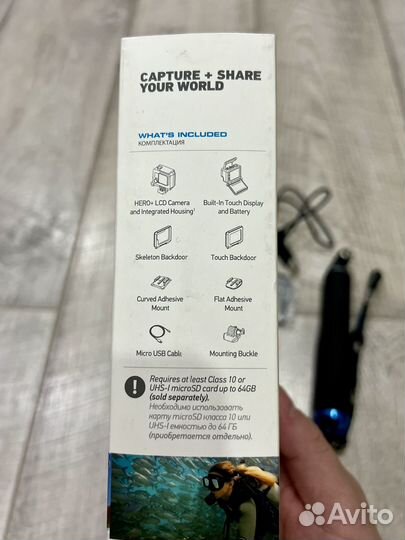 CAPTURE + SHARE
YOUR WORLD
WHAT'S INCLUDED
КОМПЛЕКТАЦИЯ
HERO+ LCD Camera
and Integrated Housing¹
Built-In Touch Display
and Battery
Skeleton Backdoor
Touch Backdoor
Curved Adhesive
Mount
Flat Adhesive
Mount
Micro USB Cable
Mounting Buckle
Requires at least Class 10 or
UHS-I microSD card up to 64GB
(sold separately).
Необходимо использовать
карту microSD класса 10 или
UHS-I емкостью до 64 ГБ
(приобретается отдельно).
Avito